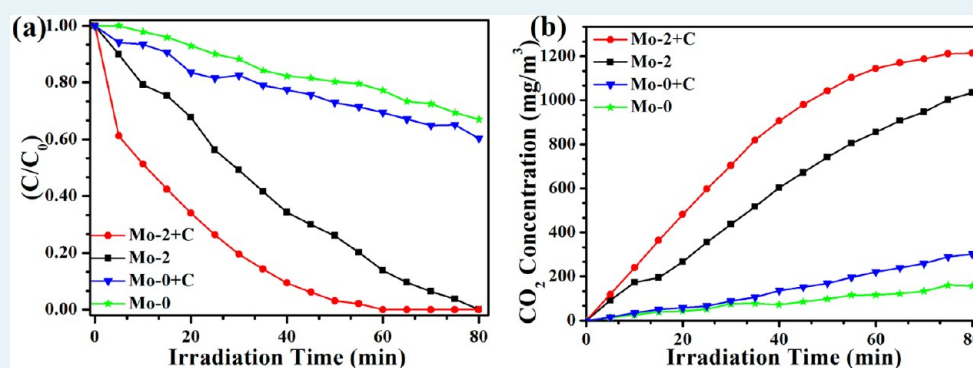 (a)
(C/C0)
1.00
0.80
0.60
0.40
0.20
0.00
Mo-2+C
Mo-2
Mo-0+C
Mo-0
0 20 40 60 80
Irradiation Time (min)
(b)
CO2 Concentration (mg/m3)
1200
1000
800
600
400
200
0
Mo-2+C
Mo-2
Mo-0+C
Mo-0
0 20 40 60 80
Irradiation Time (min)